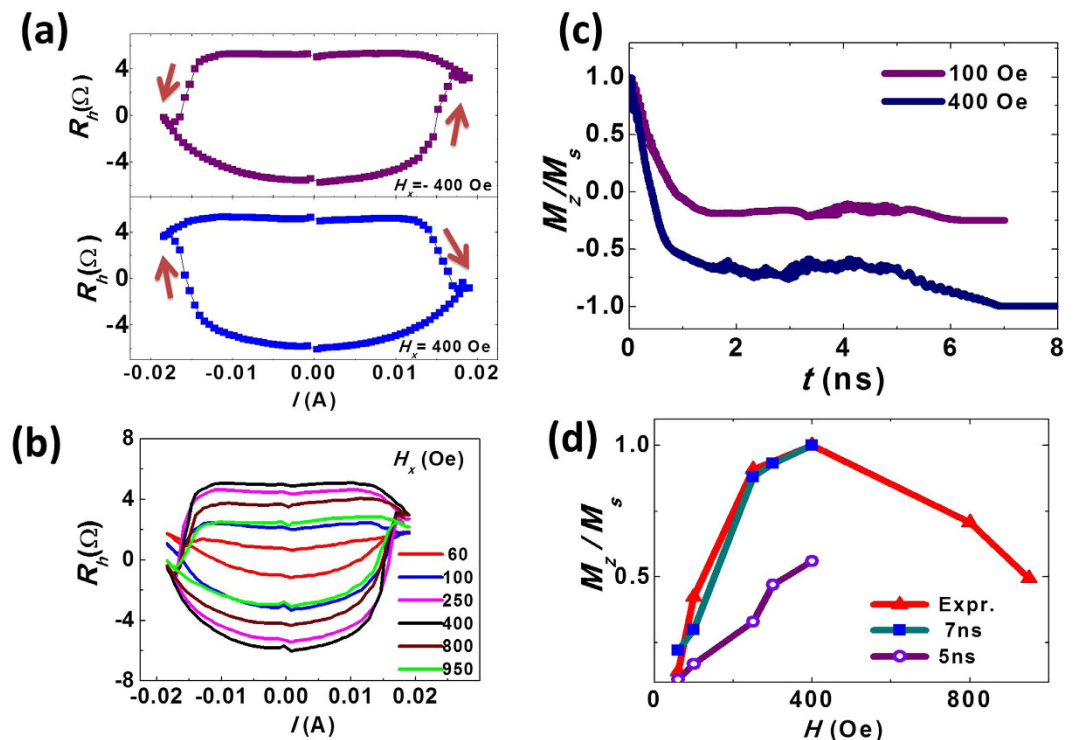 (a)
4
0
-4
R_h(Ω)
H_x=- 400 Oe
4
0
-4
R_h(Ω)
H_x= 400 Oe
-0.02 -0.01 0.00 0.01 0.02
I (A)
(b)
8
4
0
-4
-8
R_h(Ω)
H_x (Oe)
60
100
250
400
800
950
-0.02 -0.01 0.00 0.01 0.02
I (A)
(c)
1.0
0.5
0.0
-0.5
-1.0
M_z/M_s
100 Oe
400 Oe
0 2 4 6 8
t (ns)
(d)
1.0
0.5
M_z / M_s
Expr.
7ns
5ns
0 400 800
H (Oe)